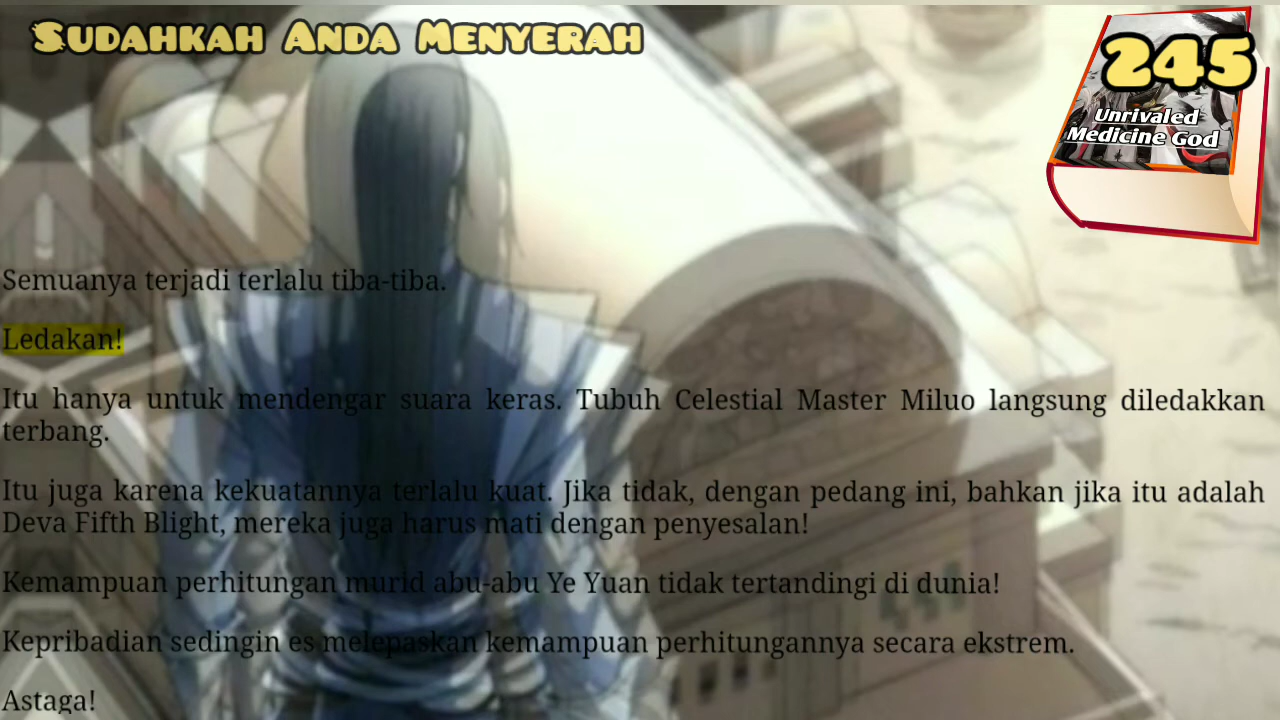 Sudahkah Anda Menyerah
245
Unrivaled
Medicine God
Semuanya terjadi terlalu tiba-tiba.
Ledakan!
Itu hanya untuk mendengar suara keras. Tubuh Celestial Master Miluo langsung diledakkan
terbang.
Itu juga karena kekuatannya terlalu kuat. Jika tidak, dengan pedang ini, bahkan jika itu adalah
Deva Fifth Blight, mereka juga harus mati dengan penyesalan!
Kemampuan perhitungan murid abu-abu Ye Yuan tidak tertandingi di dunia!
Kepribadian sedingin es melepaskan kemampuan perhitungannya secara ekstrem.
Astaga!